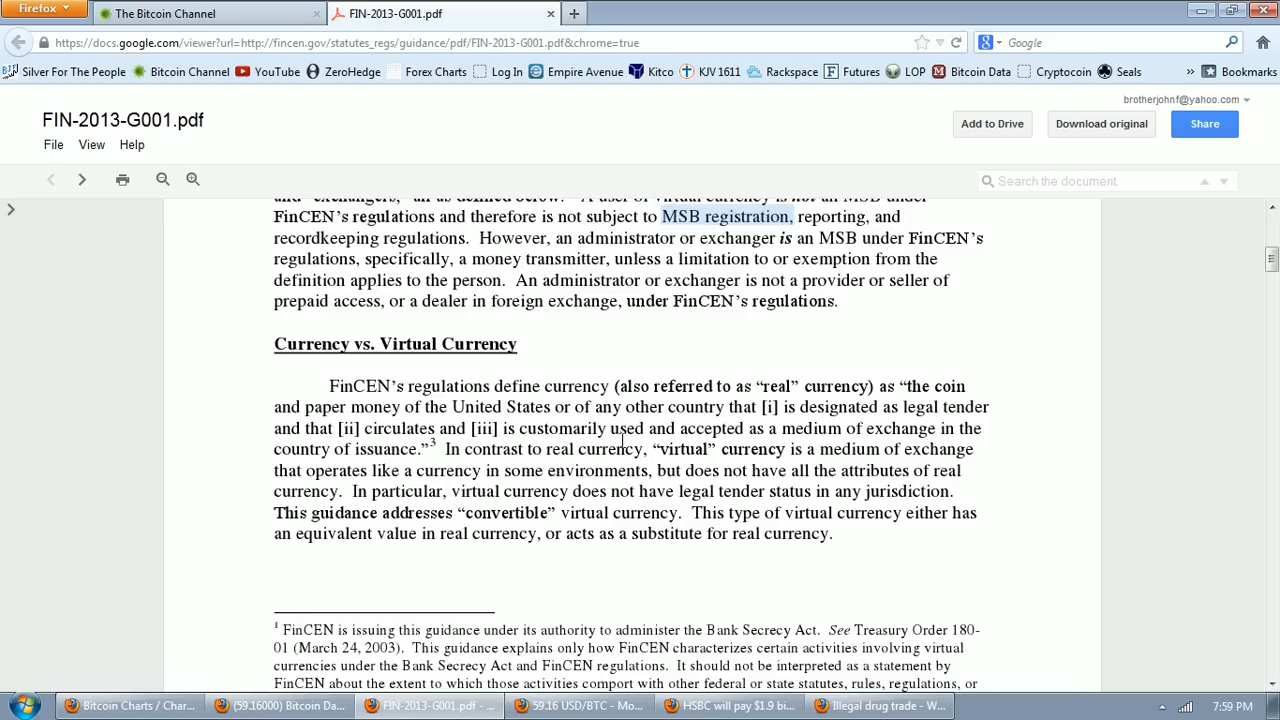 Firefox
The Bitcoin Channel
FIN-2013-G001.pdf
https://docs.google.com/viewer?url=http://fincen.gov/statutes_regs/guidance/pdf/FIN-2013-G001.pdf&chrome=true
Google
Silver For The People
Bitcoin Channel
YouTube
ZeroHedge
Forex Charts
Log In
Empire Avenue
Kitco
KJV 1611
Rackspace
Futures
LOP
Bitcoin Data
Cryptocoin
Seals
Bookmarks
brotherjohnf@yahoo.com
FIN-2013-G001.pdf
Add to Drive
Download original
Share
File View Help
Search the document
and "exchangers," all as defined below. A user of virtual currency is not an MSB under
FinCEN's regulations and therefore is not subject to MSB registration, reporting, and
recordkeeping regulations. However, an administrator or exchanger is an MSB under FinCEN's
regulations, specifically, a money transmitter, unless a limitation to or exemption from the
definition applies to the person. An administrator or exchanger is not a provider or seller of
prepaid access, or a dealer in foreign exchange, under FinCEN's regulations.
Currency vs. Virtual Currency
FinCEN's regulations define currency (also referred to as "real" currency) as "the coin
and paper money of the United States or of any other country that [i] is designated as legal tender
and that [ii] circulates and [iii] is customarily used and accepted as a medium of exchange in the
country of issuance."3 In contrast to real currency, "virtual" currency is a medium of exchange
that operates like a currency in some environments, but does not have all the attributes of real
currency. In particular, virtual currency does not have legal tender status in any jurisdiction.
This guidance addresses "convertible" virtual currency. This type of virtual currency either has
an equivalent value in real currency, or acts as a substitute for real currency.
1 FinCEN is issuing this guidance under its authority to administer the Bank Secrecy Act. See Treasury Order 180-
01 (March 24, 2003). This guidance explains only how FinCEN characterizes certain activities involving virtual
currencies under the Bank Secrecy Act and FinCEN regulations. It should not be interpreted as a statement by
FinCEN about the extent to which those activities comport with other federal or state statutes, rules, regulations, or
Bitcoin Charts / Char...
(59.16000) Bitcoin Da...
FIN-2013-G001.pdf - ...
59.16 USD/BTC - Mo...
HSBC will pay $1.9 bi...
Illegal drug trade - W...
7:59 PM